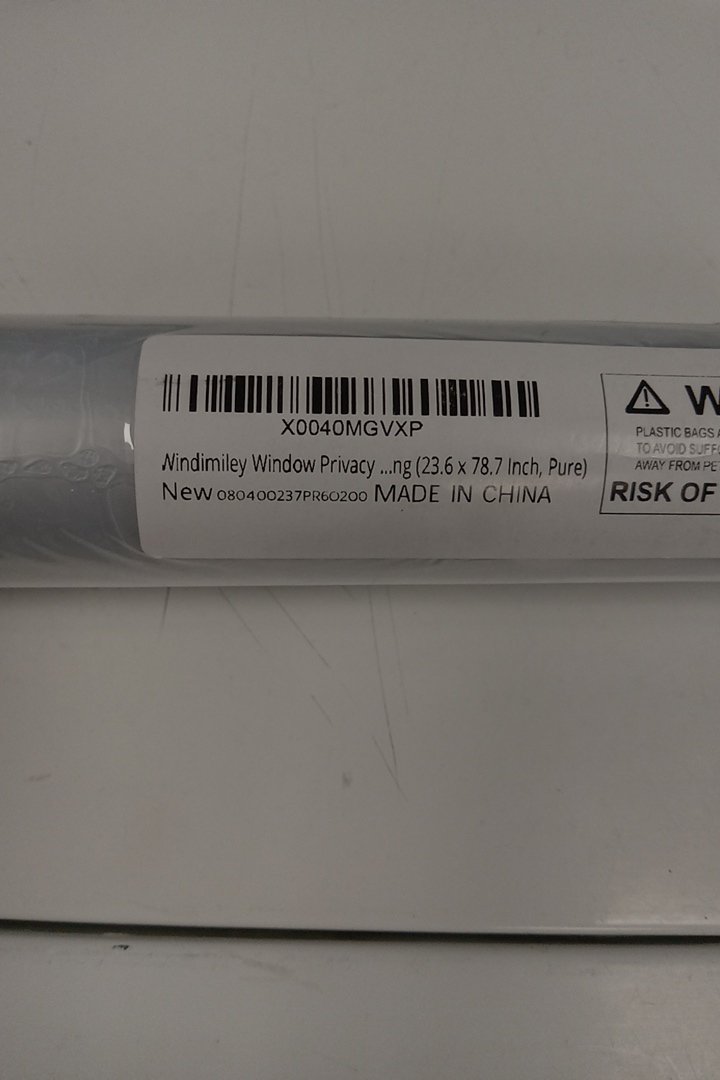 X0040MGVXP
Windimiley Window Privacy ...ng (23.6 x 78.7 Inch, Pure)
New 080400237PR60200 MADE IN CHINA
W
PLASTIC BAGS
TO AVOID SUFF
AWAY FROM PE
RISK OF